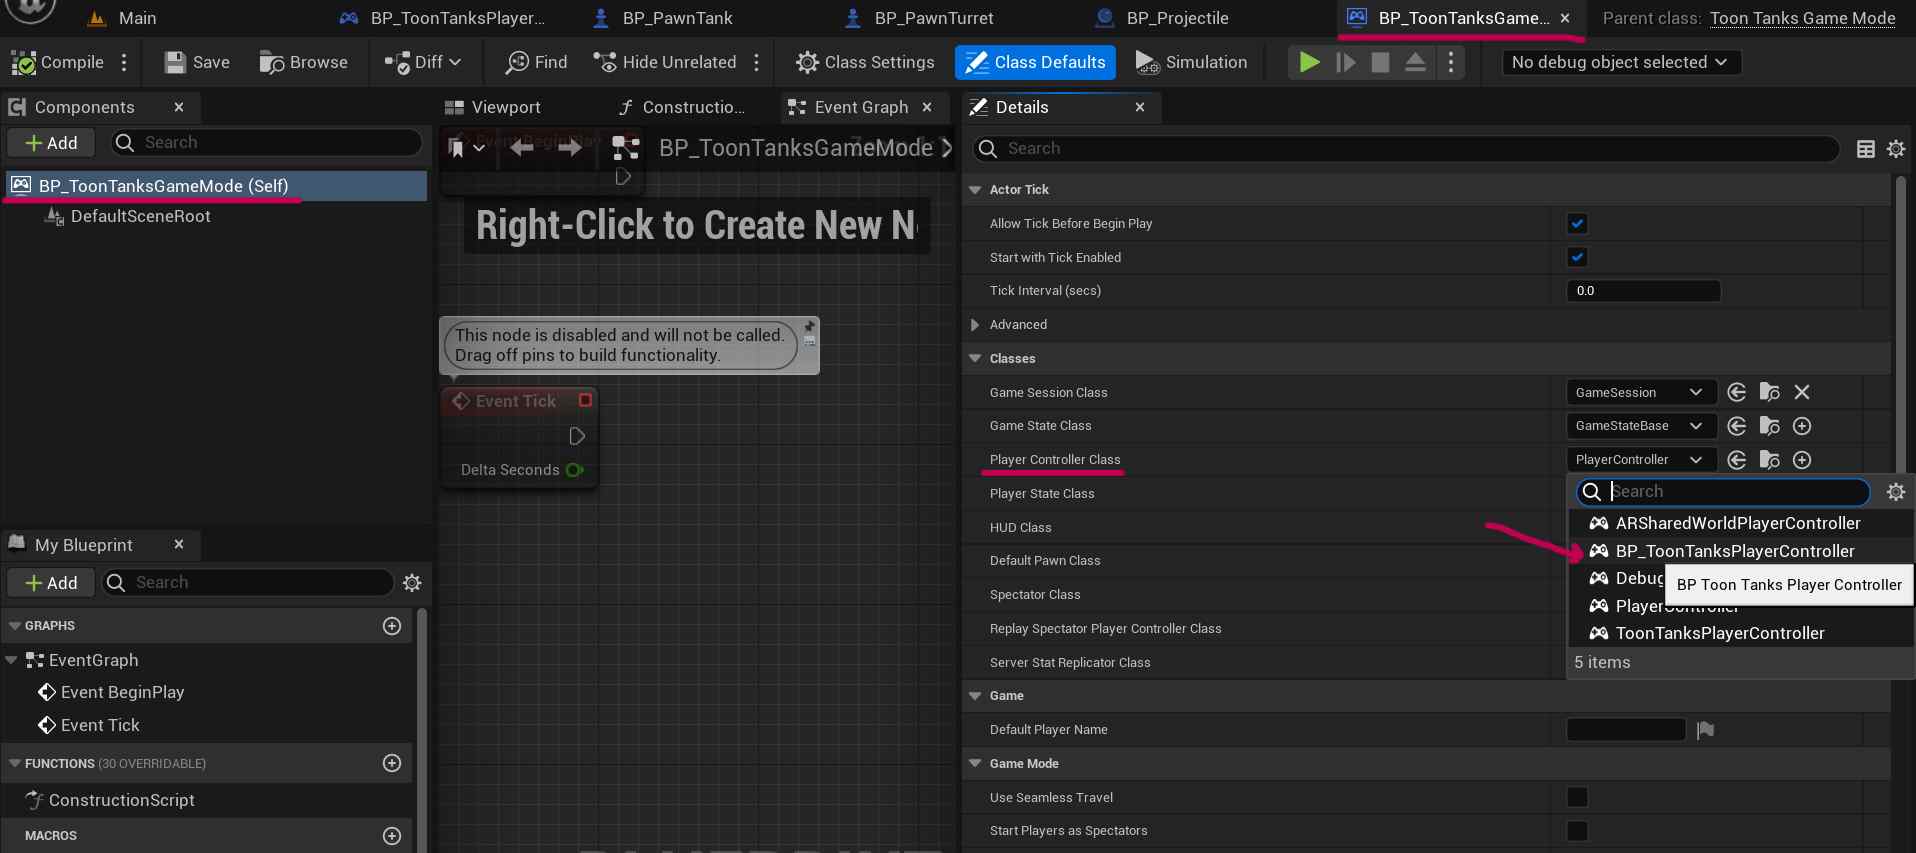 Main
BP_ToonTanksPlayer...
BP_PawnTank
BP_PawnTurret
BP_Projectile
BP_ToonTanksGame...
Parent class: Toon Tanks Game Mode
Compile
Save
Browse
Diff
Find
Hide Unrelated
Class Settings
Class Defaults
Simulation
No debug object selected
Components
Add
Search
BP_ToonTanksGameMode (Self)
DefaultSceneRoot
My Blueprint
Add
Search
GRAPHS
EventGraph
Event BeginPlay
Event Tick
FUNCTIONS (30 OVERRIDABLE)
ConstructionScript
MACROS
Viewport
Constructio...
Event Graph
Event BeginPlay
BP_ToonTanksGameMode
Right-Click to Create New
This node is disabled and will not be called.
Drag off pins to build functionality.
Event Tick
Delta Seconds
Details
Search
Actor Tick
Allow Tick Before Begin Play
Start with Tick Enabled
Tick Interval (secs) 0.0
Advanced
Classes
Game Session Class GameSession
Game State Class GameStateBase
Player Controller Class PlayerController
Player State Class
HUD Class
Default Pawn Class
Spectator Class
Replay Spectator Player Controller Class
Server Stat Replicator Class
Search
ARSharedWorldPlayerController
BP_ToonTanksPlayerController
Debug
BP Toon Tanks Player Controller
PlayerController
ToonTanksPlayerController
5 items
Game
Default Player Name
Game Mode
Use Seamless Travel
Start Players as Spectators